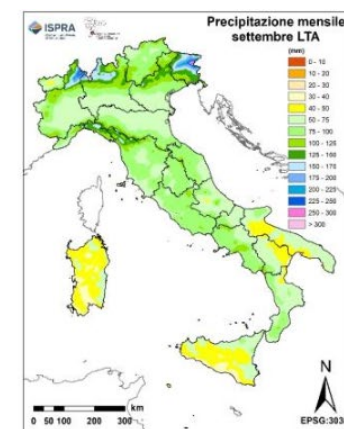 ISPRA
Precipitazione mensile
settembre LTA
(mm)
0 - 10
10 - 20
20 - 30
30 - 40
40 - 50
50 - 75
75 - 100
100 - 125
125 - 150
150 - 175
175 - 200
200 - 225
225 - 250
250 - 300
> 300
N
km
0 50 100 200 300
EPSG:303